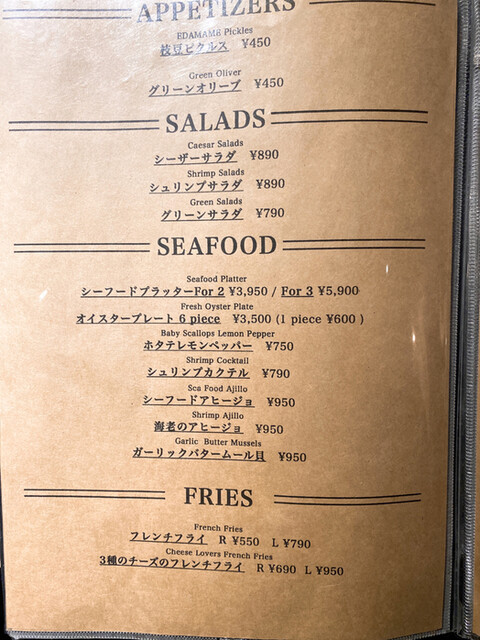 APPETIZERS
EDAMAME Pickles
枝豆ピクルス ¥450
Green Oliver
グリーンオリーブ ¥450
SALADS
Caesar Salads
シーザーサラダ ¥890
Shrimp Salads
シュリンプサラダ ¥890
Green Salads
グリーンサラダ ¥790
SEAFOOD
Seafood Platter
シーフードプラッターFor 2 ¥3,950 / For 3 ¥5,900
Fresh Oyster Plate
オイスタープレート 6 piece ¥3,500 (1 piece ¥600 )
Baby Scallops Lemon Pepper
ホタテレモンペッパー ¥750
Shrimp Cocktail
シュリンプカクテル ¥790
Sea Food Ajillo
シーフードアヒージョ ¥950
Shrimp Ajillo
海老のアヒージョ ¥950
Garlic Butter Mussels
ガーリックバタームール貝 ¥950
FRIES
French Fries
フレンチフライ R ¥550 L ¥790
Cheese Lovers French Fries
3種のチーズのフレンチフライ R ¥690 L ¥950